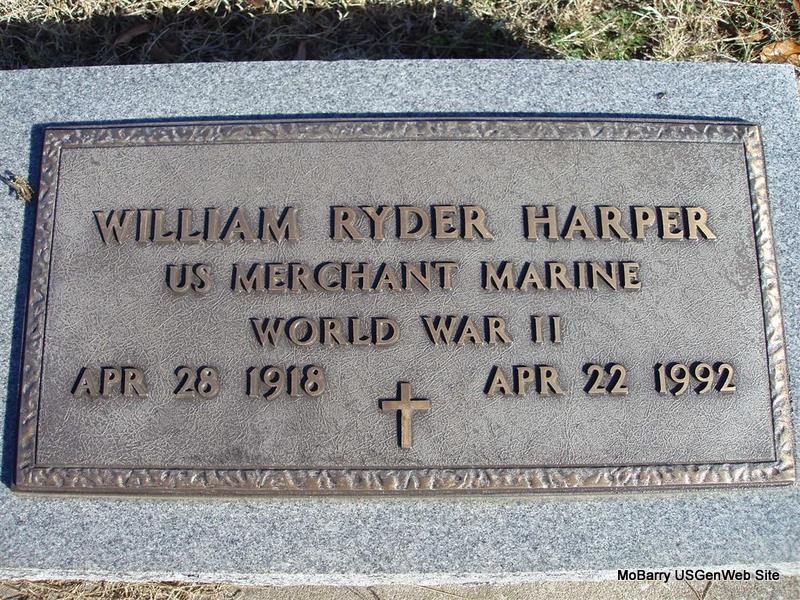 WILLIAM RYDER HARPER
US MERCHANT MARINE
WORLD WAR II
APR 28 1918 APR 22 1992
MoBarry USGenWeb Site